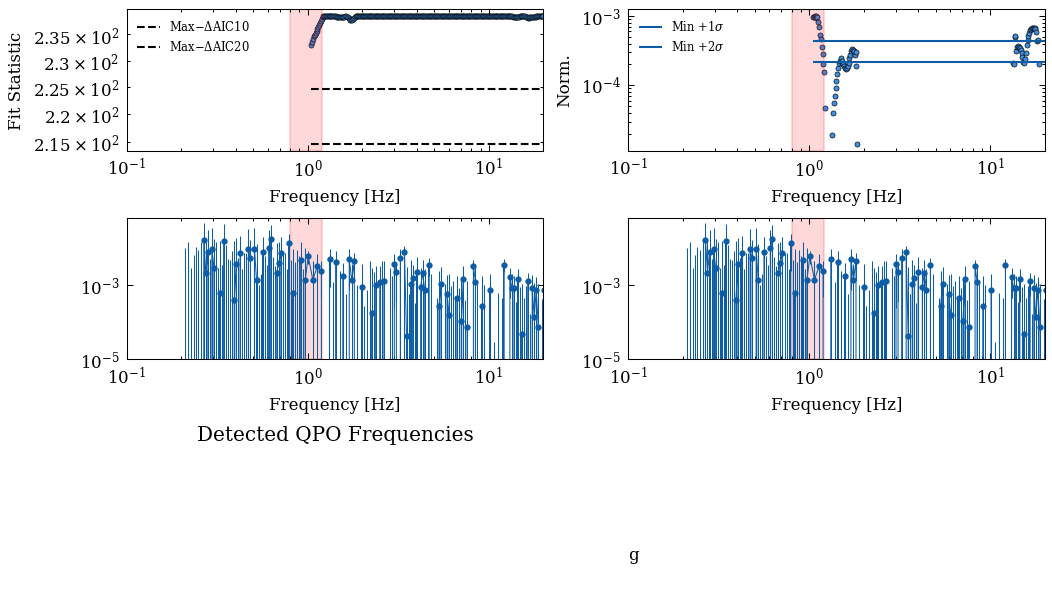 Fit Statistic
2.35 × 10²
2.3 × 10²
2.25 × 10²
2.2 × 10²
2.15 × 10²
Max−ΔAIC10
Max−ΔAIC20
10⁻¹ 10⁰ 10¹
Frequency [Hz]
Norm.
10⁻³
10⁻⁴
Min +1σ
Min +2σ
10⁻¹ 10⁰ 10¹
Frequency [Hz]
10⁻³
10⁻⁵
10⁻¹ 10⁰ 10¹
Frequency [Hz]
10⁻³
10⁻⁵
10⁻¹ 10⁰ 10¹
Frequency [Hz]
Detected QPO Frequencies
g